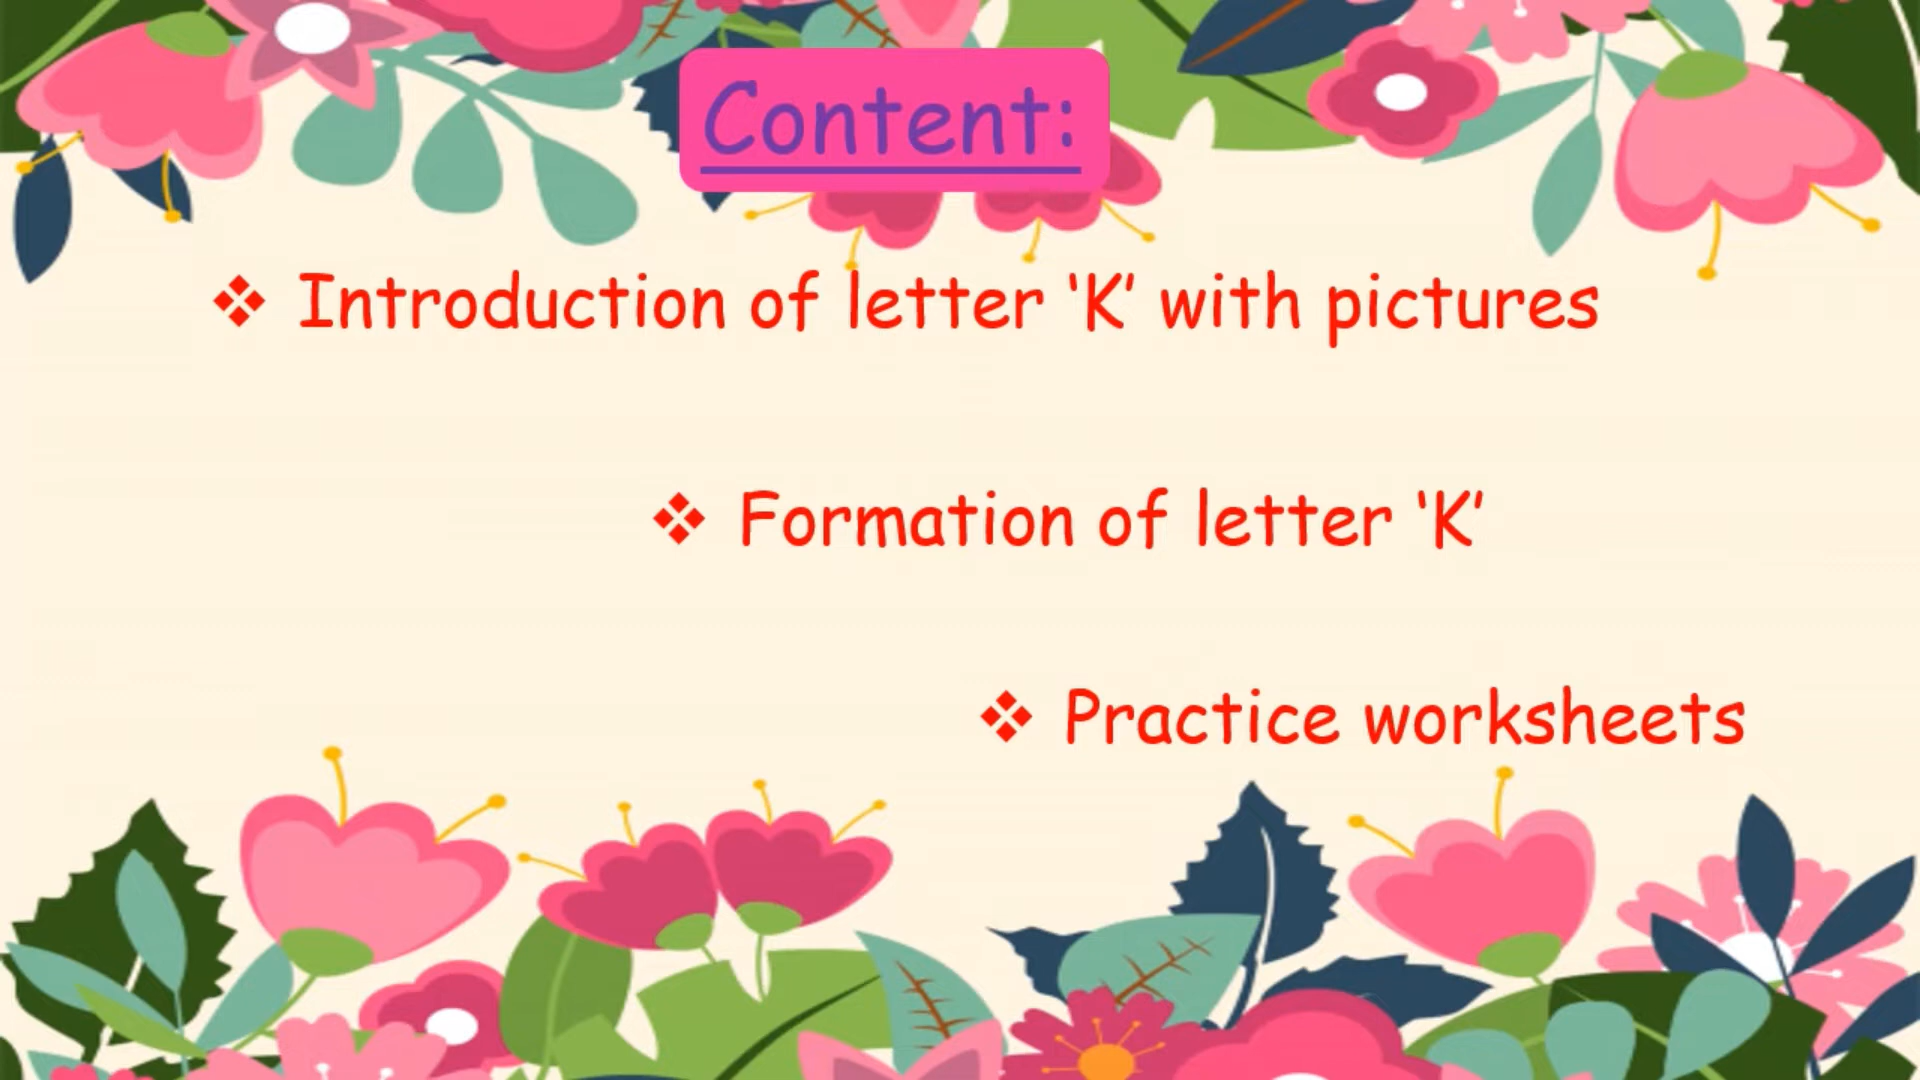 Content:
❖ Introduction of letter ‘K’ with pictures
❖ Formation of letter ‘K’
❖ Practice worksheets